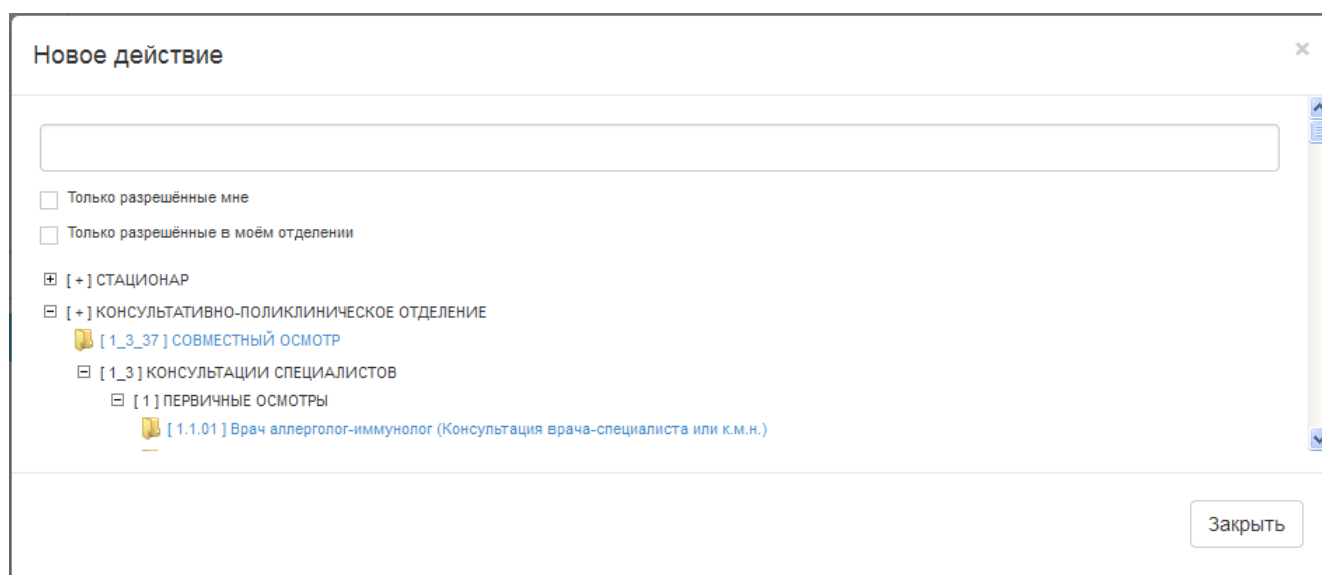 Новое действие
Только разрешённые мне
Только разрешённые в моём отделении
[ + ] СТАЦИОНАР
[ + ] КОНСУЛЬТАТИВНО-ПОЛИКЛИНИЧЕСКОЕ ОТДЕЛЕНИЕ
[ 1_3_37 ] СОВМЕСТНЫЙ ОСМОТР
[ 1_3 ] КОНСУЛЬТАЦИИ СПЕЦИАЛИСТОВ
[ 1 ] ПЕРВИЧНЫЕ ОСМОТРЫ
[ 1.1.01 ] Врач аллерголог-иммунолог (Консультация врача-специалиста или к.м.н.)
Закрыть